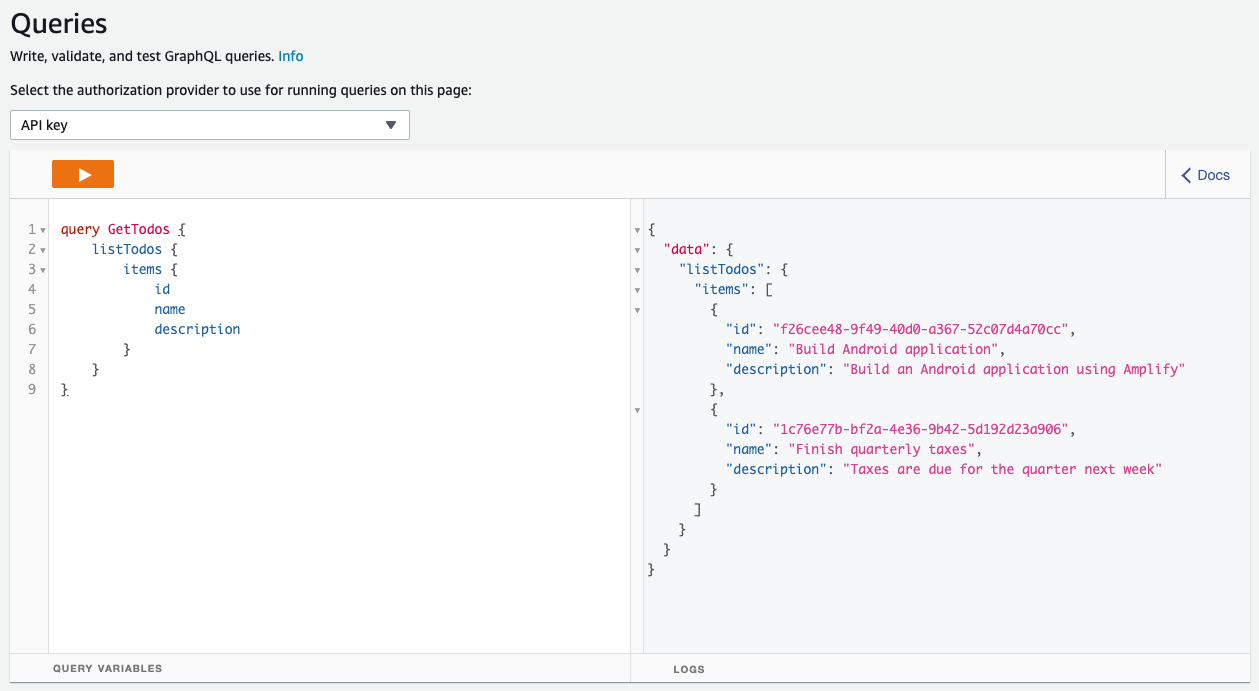 Queries
Write, validate, and test GraphQL queries. Info
Select the authorization provider to use for running queries on this page:
API key
Docs
1 query GetTodos {
2     listTodos {
3         items {
4             id
5             name
6             description
7         }
8     }
9 }
{
  "data": {
    "listTodos": {
      "items": [
        {
          "id": "f26cee48-9f49-40d0-a367-52c07d4a70cc",
          "name": "Build Android application",
          "description": "Build an Android application using Amplify"
        },
        {
          "id": "1c76e77b-bf2a-4e36-9b42-5d192d23a906",
          "name": "Finish quarterly taxes",
          "description": "Taxes are due for the quarter next week"
        }
      ]
    }
  }
}
QUERY VARIABLES
LOGS